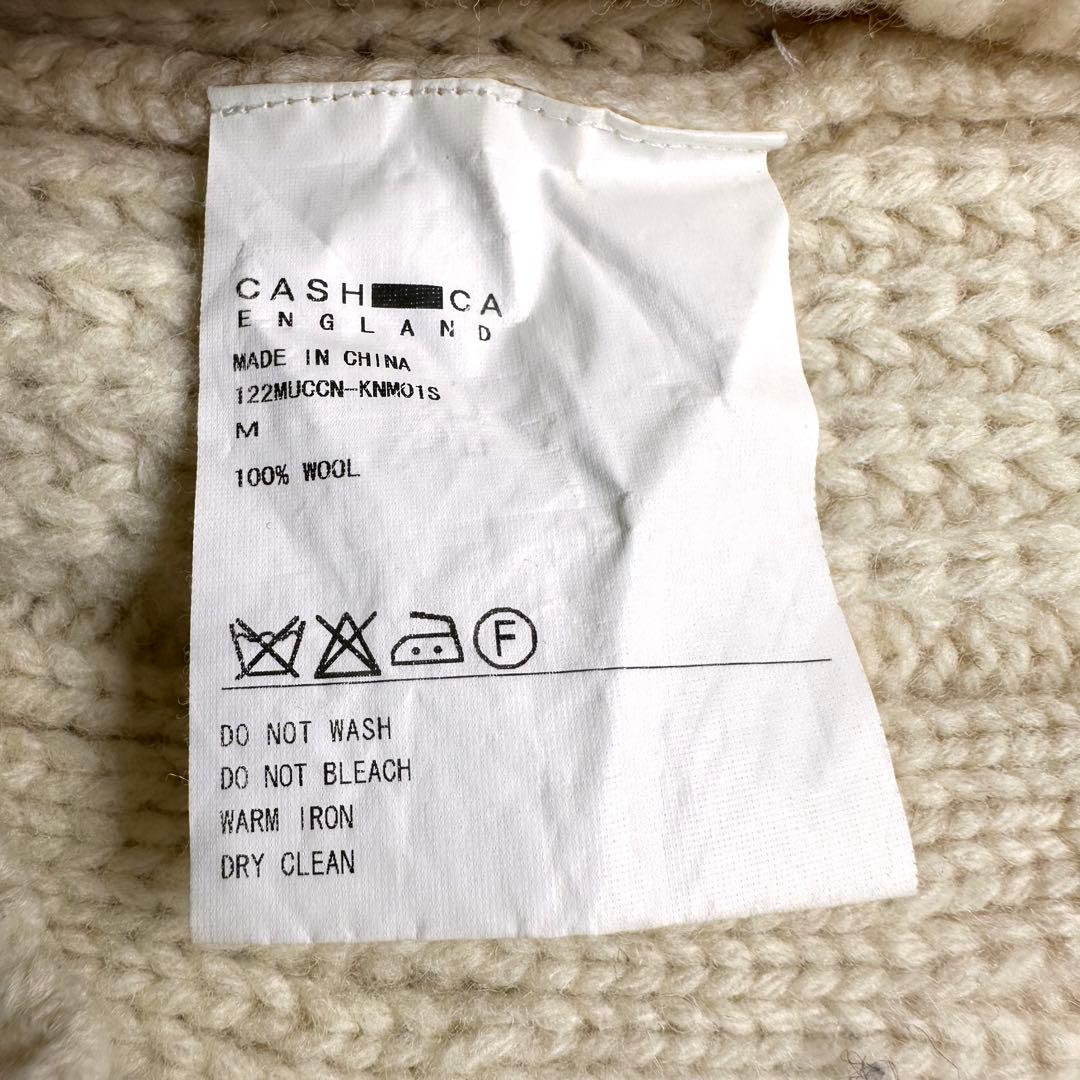 CASH CA
ENGLAND
MADE IN CHINA
122MUCCN-KNM01S
M
100% WOOL
F
DO NOT WASH
DO NOT BLEACH
WARM IRON
DRY CLEAN